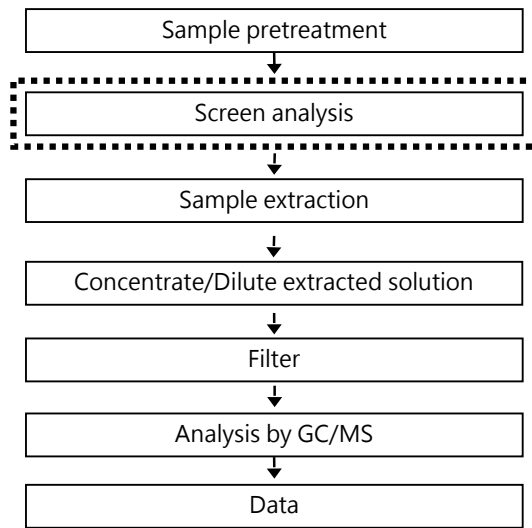 Sample pretreatment
Screen analysis
Sample extraction
Concentrate/Dilute extracted solution
Filter
Analysis by GC/MS
Data